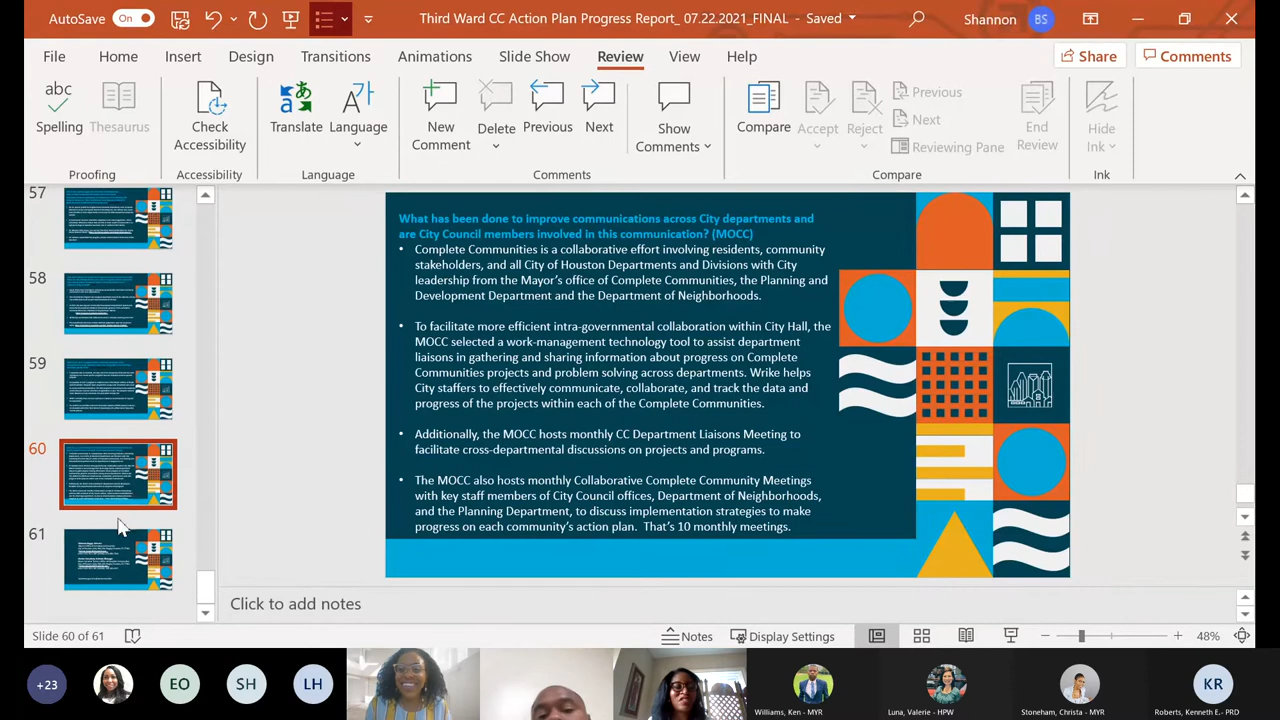 AutoSave On Third Ward CC Action Plan Progress Report_ 07.22.2021_FINAL - Saved Shannon BS
File Home Insert Design Transitions Animations Slide Show Review View Help Share Comments
abc
Spelling Thesaurus Check Accessibility Translate Language New Comment Delete Previous Next Show Comments Compare Accept Reject Previous Next Reviewing Pane End Review Hide Ink
Proofing Accessibility Language Comments Compare Ink
57
58
59
60
61
What has been done to improve communications across City departments and
are City Council members involved in this communication? (MOCC)
• Complete Communities is a collaborative effort involving residents, community
stakeholders, and all City of Houston Departments and Divisions with City
leadership from the Mayor's office of Complete Communities, the Planning and
Development Department and the Department of Neighborhoods.
• To facilitate more efficient intra-governmental collaboration within City Hall, the
MOCC selected a work-management technology tool to assist department
liaisons in gathering and sharing information about progress on Complete
Communities projects and problem solving across departments. Wrike helps
City staffers to effectively communicate, collaborate, and track the data and
progress of the projects within each of the Complete Communities.
• Additionally, the MOCC hosts monthly CC Department Liaisons Meeting to
facilitate cross-departmental discussions on projects and programs.
• The MOCC also hosts monthly Collaborative Complete Community Meetings
with key staff members of City Council offices, Department of Neighborhoods,
and the Planning Department, to discuss implementation strategies to make
progress on each community's action plan. That's 10 monthly meetings.
Click to add notes
Slide 60 of 61 Notes Display Settings 48%
+23 EO SH LH KR
Williams, Ken - MYR Luna, Valerie - HPW Stoneham, Christa - MYR Roberts, Kenneth E.- PRD